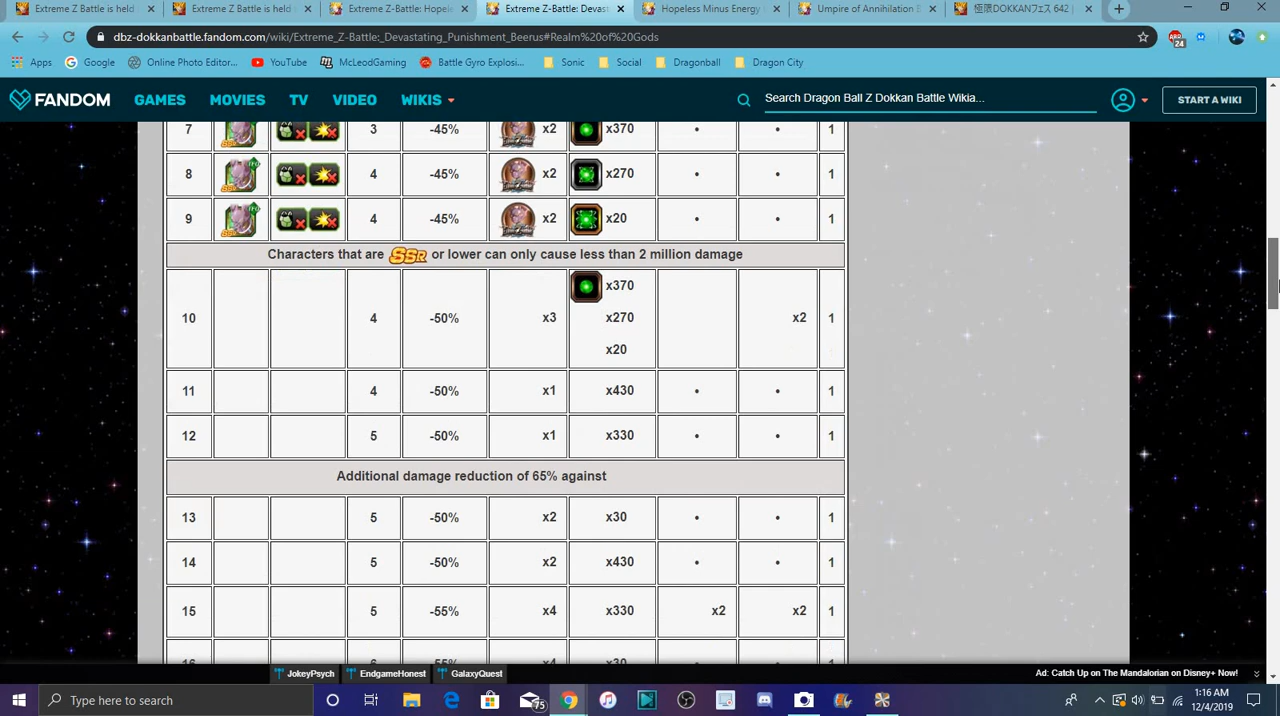 Extreme Z Battle is held
Extreme Z Battle is held
Extreme Z-Battle: Hopel
Extreme Z-Battle: Devast
Hopeless Minus Energy
Umpire of Annihilation B
極限DOKKANフェス 642 |
dbz-dokkanbattle.fandom.com/wiki/Extreme_Z-Battle:_Devastating_Punishment_Beerus#Realm%20of%20Gods
24
Apps Google Online Photo Editor... YouTube McLeodGaming Battle Gyro Explosi... Sonic Social Dragonball Dragon City
FANDOM GAMES MOVIES TV VIDEO WIKIS Search Dragon Ball Z Dokkan Battle Wikia... START A WIKI
7 3 -45% x2 x370 • • 1
8 4 -45% x2 x270 • • 1
9 4 -45% x2 x20 • • 1
Characters that are SSR or lower can only cause less than 2 million damage
x370
10 4 -50% x3 x270 x2 1
x20
11 4 -50% x1 x430 • • 1
12 5 -50% x1 x330 • • 1
Additional damage reduction of 65% against
13 5 -50% x2 x30 • • 1
14 5 -50% x2 x430 • • 1
15 5 -55% x4 x330 x2 x2 1
16 6 -55% x4 x30 • • 1
JokeyPsych EndgameHonest GalaxyQuest Ad: Catch Up on The Mandalorian on Disney+ Now!
Type here to search
75
1:16 AM
12/4/2019